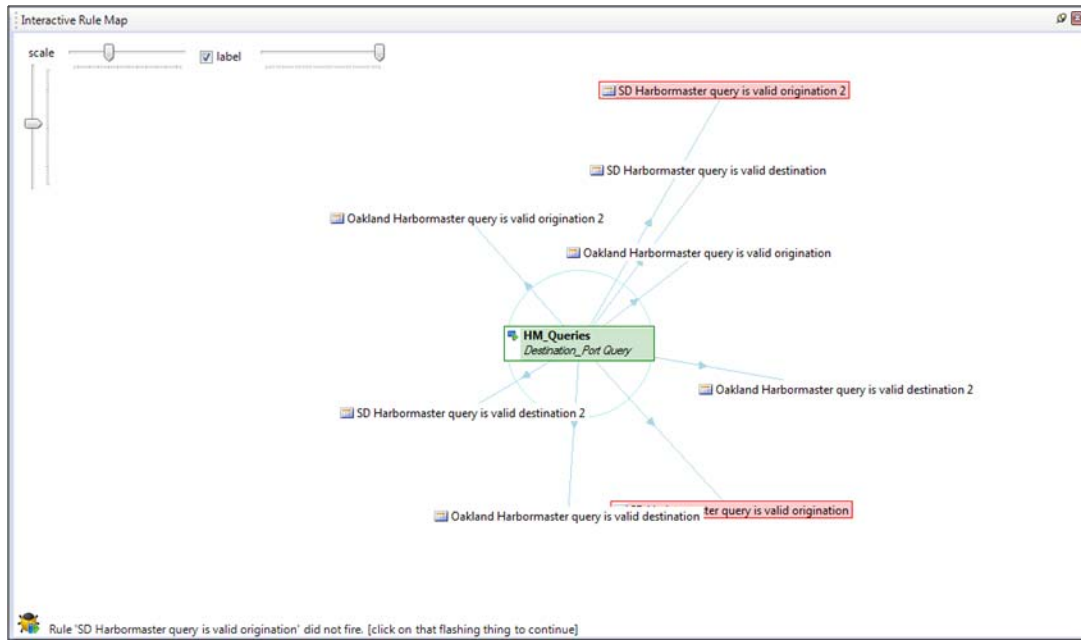 Interactive Rule Map
scale
label
SD Harbormaster query is valid origination 2
SD Harbormaster query is valid destination
Oakland Harbormaster query is valid origination 2
Oakland Harbormaster query is valid origination
HM_Queries
Destination_Port Query
Oakland Harbormaster query is valid destination 2
SD Harbormaster query is valid destination 2
Oakland Harbormaster query is valid destination
ter query is valid origination
Rule 'SD Harbormaster query is valid origination' did not fire. [click on that flashing thing to continue]